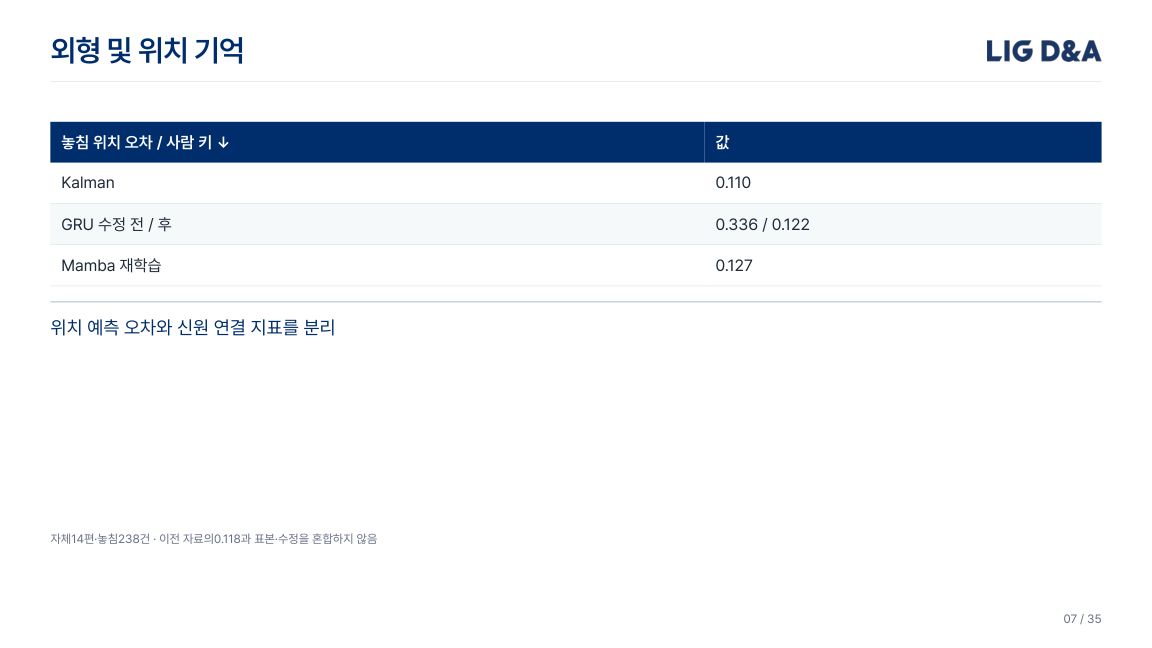 외형 및 위치 기억
LIG D&A
놓침 위치 오차 / 사람 키 ↓ 값
Kalman 0.110
GRU 수정 전 / 후 0.336 / 0.122
Mamba 재학습 0.127
위치 예측 오차와 신원 연결 지표를 분리
자체14편·놓침238건 · 이전 자료의0.118과 표본·수정을 혼합하지 않음
07 / 35